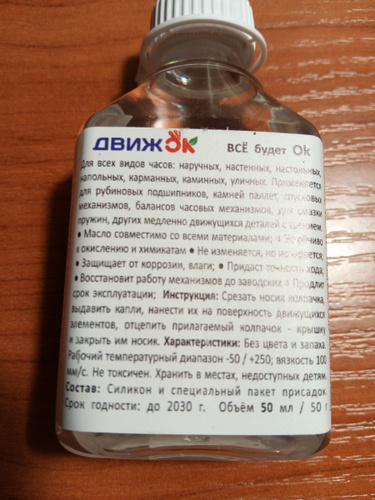 ДВИЖОК ВСЁ будет Ok
Для всех видов часов: наручных, настенных, настольных,
напольных, карманных, каминных, уличных. Применяется
для рубиновых подшипников, камней паллет, спусковых
механизмов, балансов часовых механизмов, для смазки
пружин, других медленно движущихся деталей с трением.
• Масло совместимо со всеми материалами; • Устойчиво
к окислению и химикатам • Не изменяется, но испаряется;
• Защищает от коррозии, влаги; • Придаст точность хода;
• Восстановит работу механизмов до заводских • Продлит
срок эксплуатации; Инструкция: Срезать носик колпачка,
выдавить капли, нанести их на поверхность движущихся
элементов, отцепить прилагаемый колпачок - крышку
и закрыть им носик. Характеристики: Без цвета и запаха.
Рабочий температурный диапазон -50 / +250; вязкость 100
мм/с. Не токсичен. Хранить в местах, недоступных детям
Состав: Силикон и специальный пакет присадок.
Срок годности: до 2030 г. Объём 50 мл / 50 г